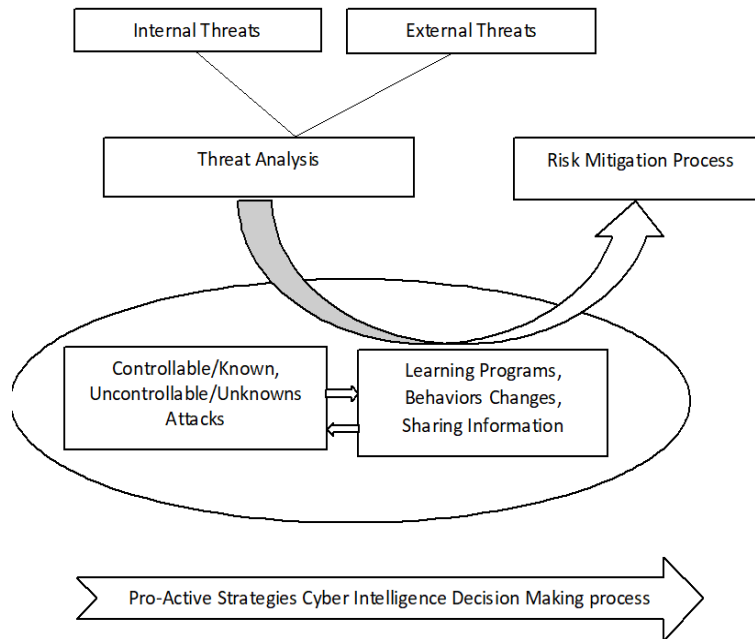 Internal Threats
External Threats
Threat Analysis
Risk Mitigation Process
Controllable/Known,
Uncontrollable/Unknowns
Attacks
Learning Programs,
Behaviors Changes,
Sharing Information
Pro-Active Strategies Cyber Intelligence Decision Making process